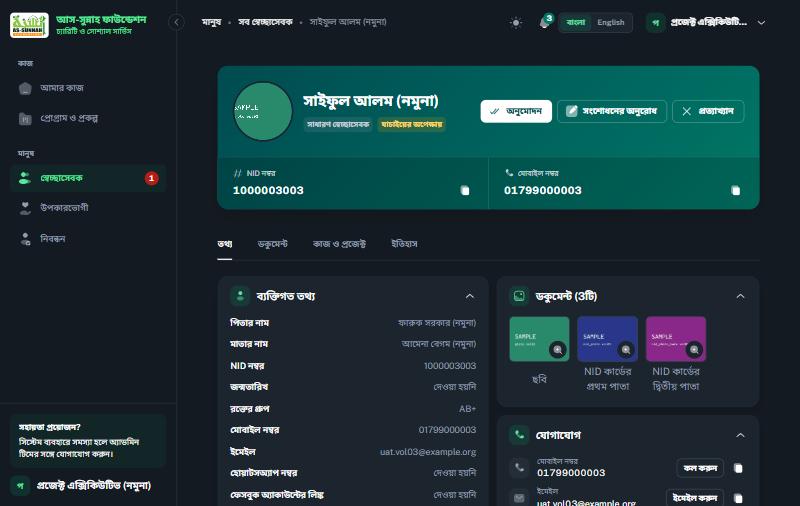 AS-SUNNAH
আস-সুন্নাহ ফাউন্ডেশন
চ্যারিটি ও সোশ্যাল সার্ভিস
মানুষ • সব স্বেচ্ছাসেবক • সাইফুল আলম (নমুনা)
3
বাংলা English
প প্রজেক্ট এক্সিকিউটি...
কাজ
আমার কাজ
প্রোগ্রাম ও প্রকল্প
মানুষ
স্বেচ্ছাসেবক 1
উপকারভোগী
নিবন্ধন
সহায়তা প্রয়োজন?
সিস্টেম ব্যবহারে সমস্যা হলে অ্যাডমিন
টিমের সঙ্গে যোগাযোগ করুন।
প প্রজেক্ট এক্সিকিউটিভ (নমুনা)
SAMPLE
সাইফুল আলম (নমুনা)
সাধারণ স্বেচ্ছাসেবক যাচাইয়ের অপেক্ষায়
অনুমোদন সংশোধনের অনুরোধ প্রত্যাখ্যান
NID নম্বর
1000003003
মোবাইল নম্বর
01799000003
তথ্য ডকুমেন্ট কাজ ও প্রজেক্ট ইতিহাস
ব্যক্তিগত তথ্য
পিতার নাম ফারুক সরকার (নমুনা)
মাতার নাম আমেনা বেগম (নমুনা)
NID নম্বর 1000003003
জন্মতারিখ দেওয়া হয়নি
রক্তের গ্রুপ AB+
মোবাইল নম্বর 01799000003
ইমেইল uat.vol03@example.org
হোয়াটসঅ্যাপ নম্বর দেওয়া হয়নি
ফেসবুক অ্যাকাউন্টের লিঙ্ক দেওয়া হয়নি
ডকুমেন্ট (3টি)
SAMPLE SAMPLE SAMPLE
ছবি
NID কার্ডের
প্রথম পাতা
NID কার্ডের
দ্বিতীয় পাতা
যোগাযোগ
মোবাইল নম্বর
01799000003
কল করুন
ইমেইল
uat.vol03@example.org
ইমেইল করুন